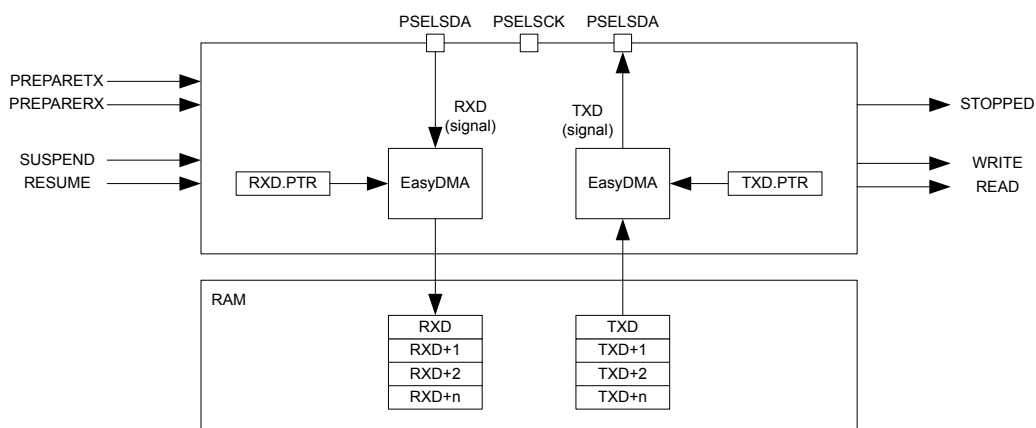 PSELSDA PSELSCK PSELSDA
PREPARETX
PREPARERX
RXD
(signal)
TXD
(signal)
STOPPED
SUSPEND
RESUME
RXD.PTR
EasyDMA
EasyDMA
TXD.PTR
WRITE
READ
RAM
RXD
RXD+1
RXD+2
RXD+n
TXD
TXD+1
TXD+2
TXD+n